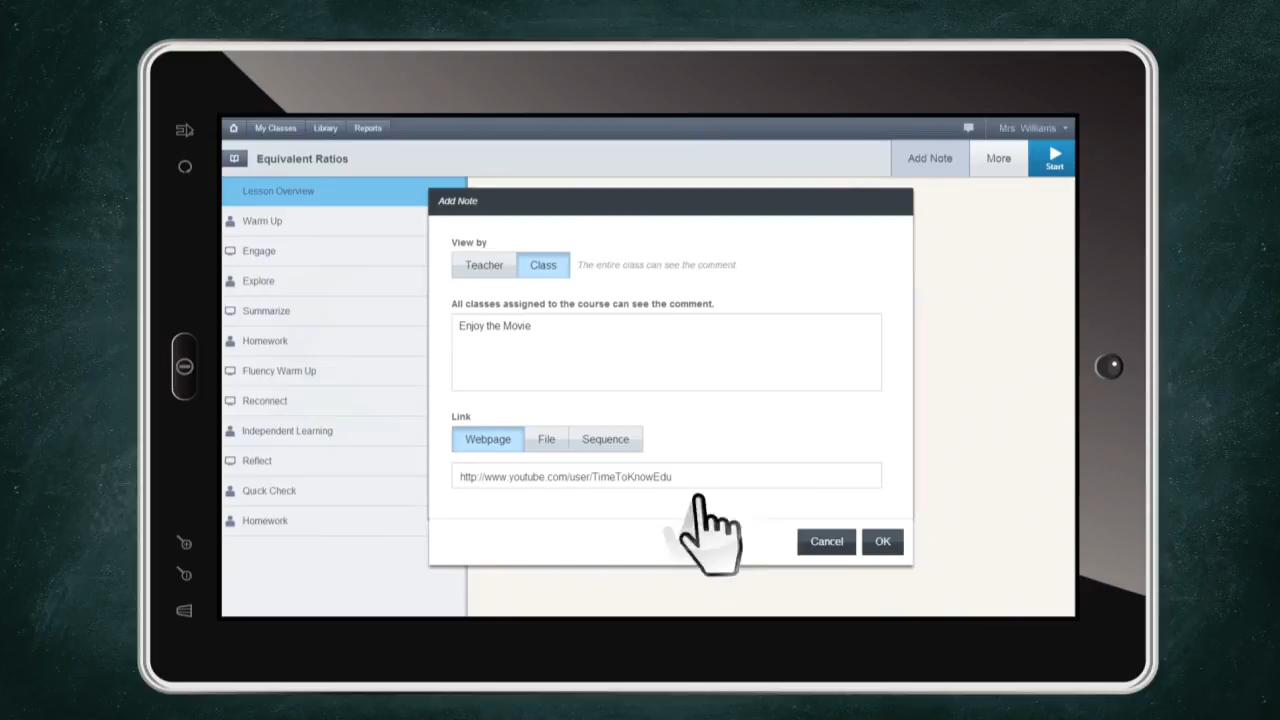 My Classes Library Reports Mrs Williams
Equivalent Ratios Add Note More Start
Lesson Overview
Warm Up
Engage
Explore
Summarize
Homework
Fluency Warm Up
Reconnect
Independent Learning
Reflect
Quick Check
Homework
Add Note
View by
Teacher Class The entire class can see the comment.
All classes assigned to the course can see the comment.
Enjoy the Movie
Link
Webpage File Sequence
http://www.youtube.com/user/TimeToKnowEdu
Cancel OK